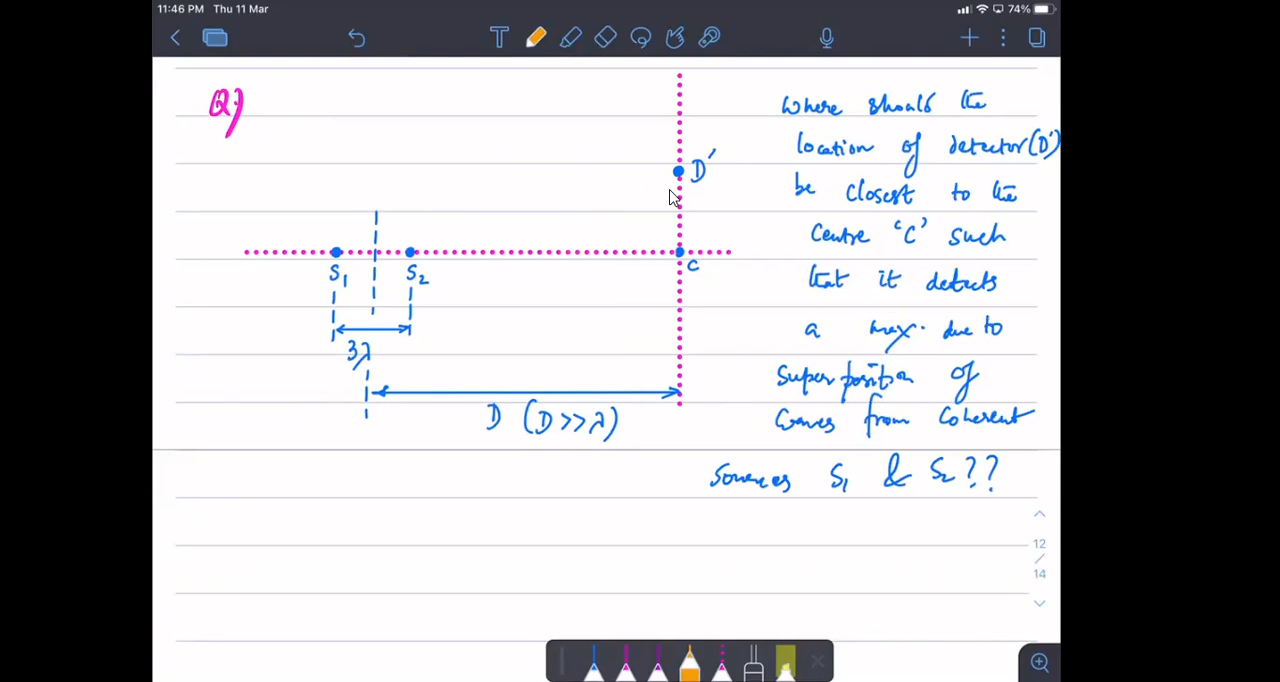 11:46 PM Thu 11 Mar
74%
T
Q:)
Where should the
location of detector (D')
be closest to the
Centre 'C' such
that it detects
a max. due to
Superposition of
Waves from Coherent
Sources S1 & S2??
D'
S1
S2
C
3λ
D (D>>λ)
12
/
14